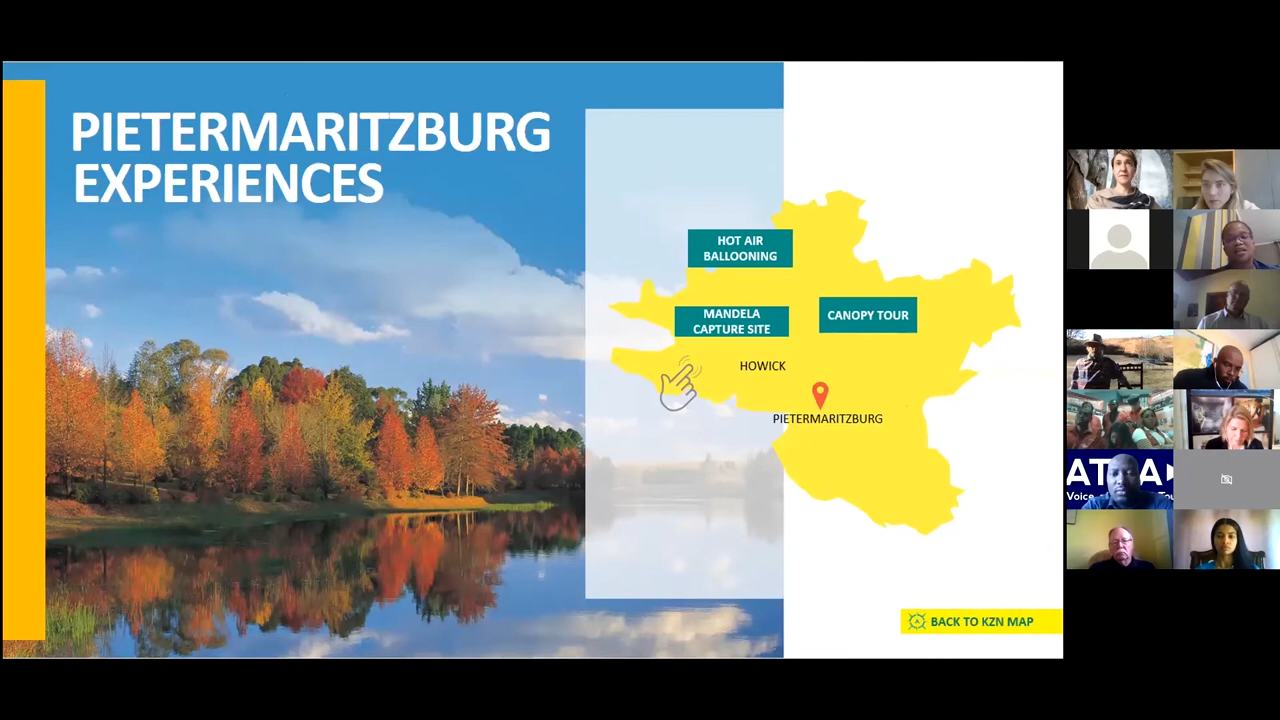 PIETERMARITZBURG
EXPERIENCES
HOT AIR
BALLOONING
MANDELA
CAPTURE SITE
CANOPY TOUR
HOWICK
PIETERMARITZBURG
BACK TO KZN MAP